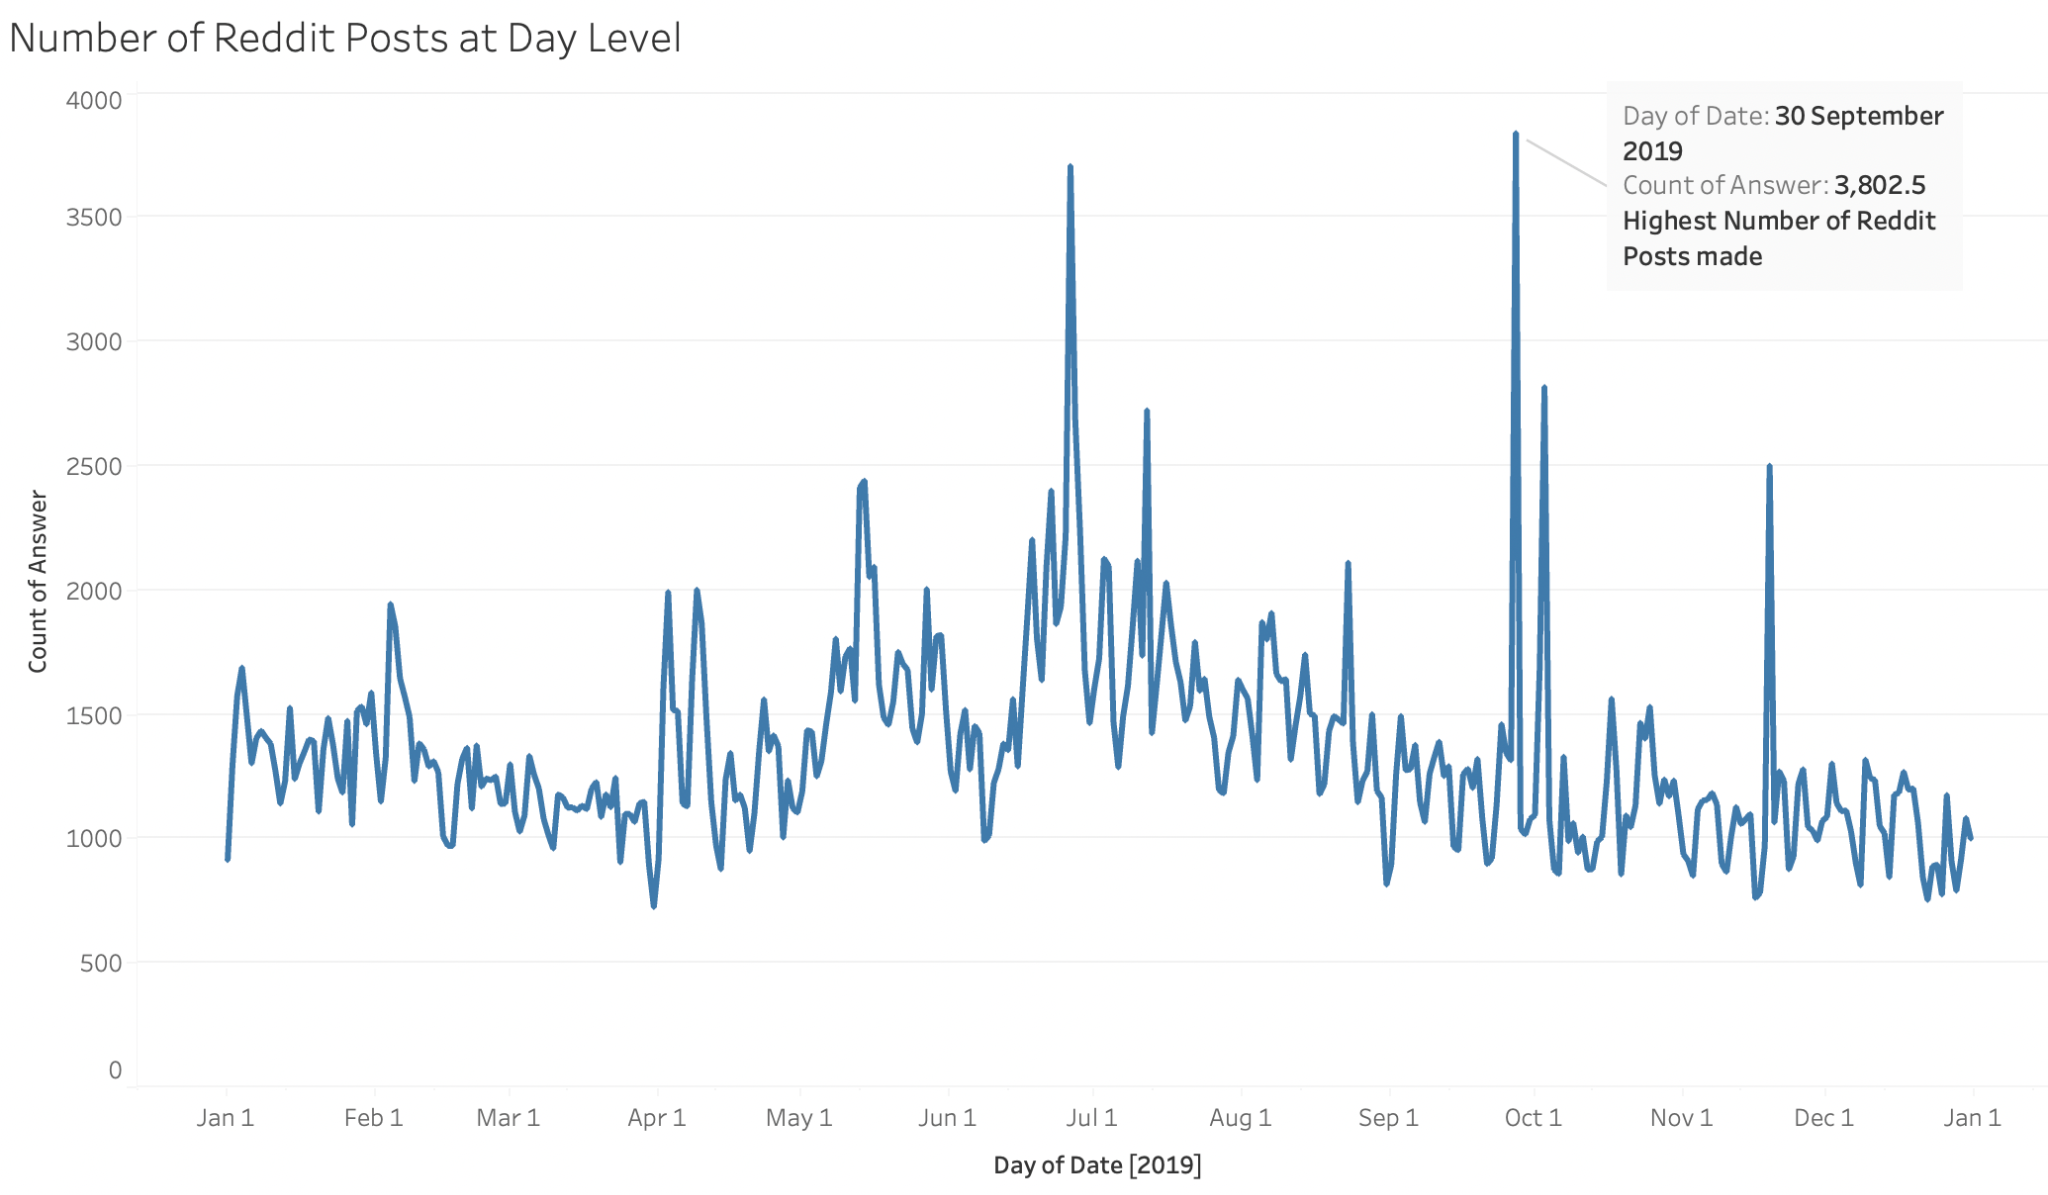 Number of Reddit Posts at Day Level
4000
3500
3000
2500
2000
1500
1000
500
0
Count of Answer
Day of Date: 30 September
2019
Count of Answer: 3,802.5
Highest Number of Reddit
Posts made
Jan 1 Feb 1 Mar 1 Apr 1 May 1 Jun 1 Jul 1 Aug 1 Sep 1 Oct 1 Nov 1 Dec 1 Jan 1
Day of Date [2019]